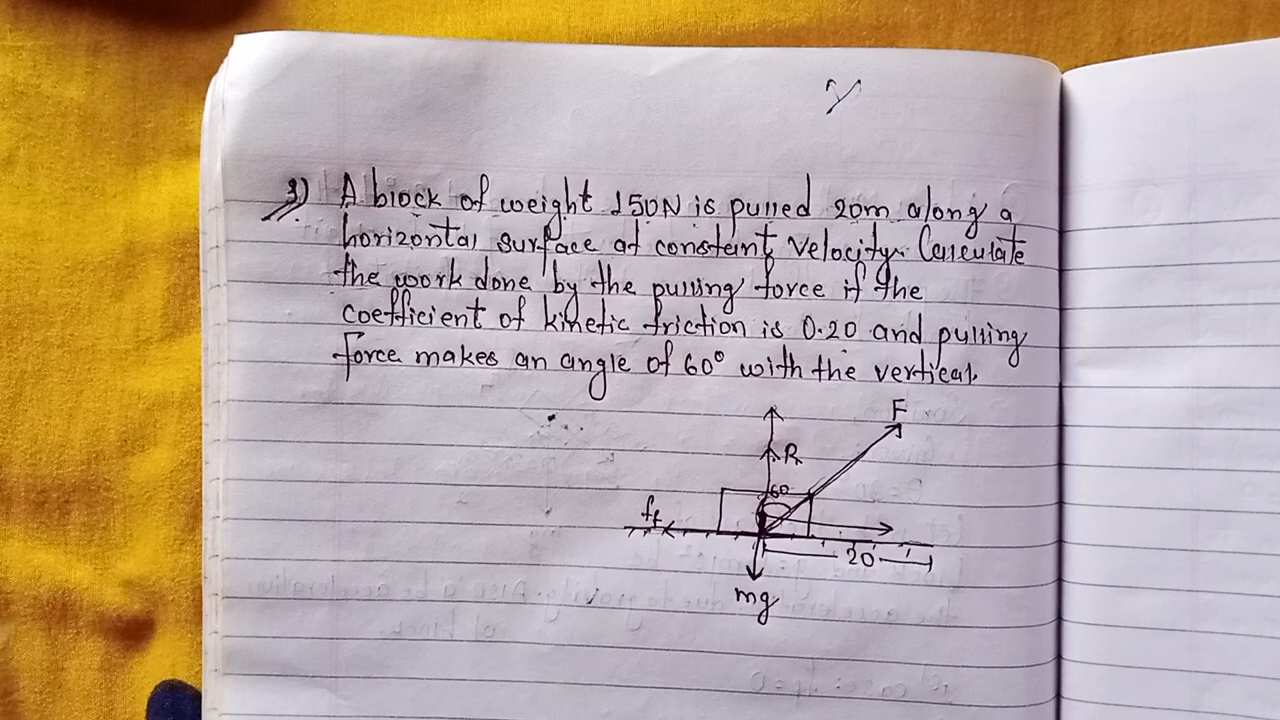 3) A block of weight 150N is pulled 20m along a
horizontal surface at constant velocity. Calculate
the work done by the pulling force if the
coefficient of kinetic friction is 0.20 and pulling
force makes an angle of 60° with the vertical.
F
R
60
ff
20
mg